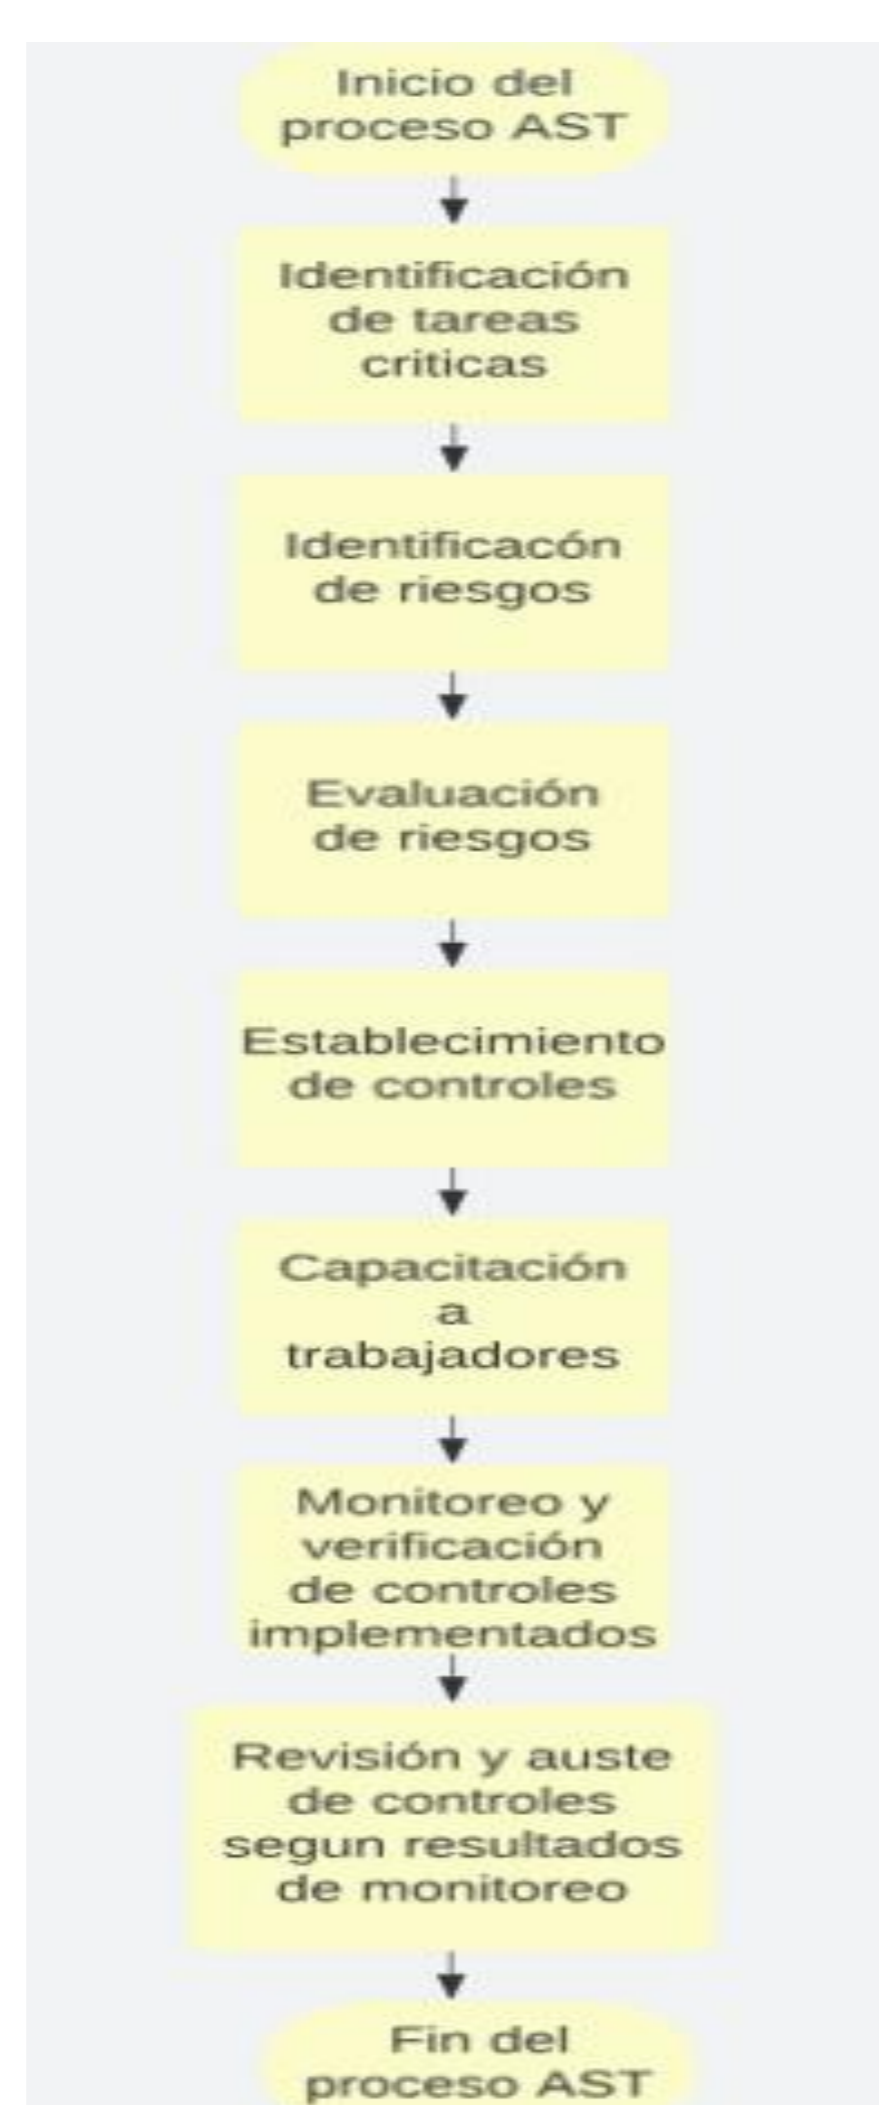 Inicio del
proceso AST
Identificación
de tareas
criticas
Identificacón
de riesgos
Evaluación
de riesgos
Establecimiento
de controles
Capacitación
a
trabajadores
Monitoreo y
verificación
de controles
implementados
Revisión y auste
de controles
segun resultados
de monitoreo
Fin del
proceso AST